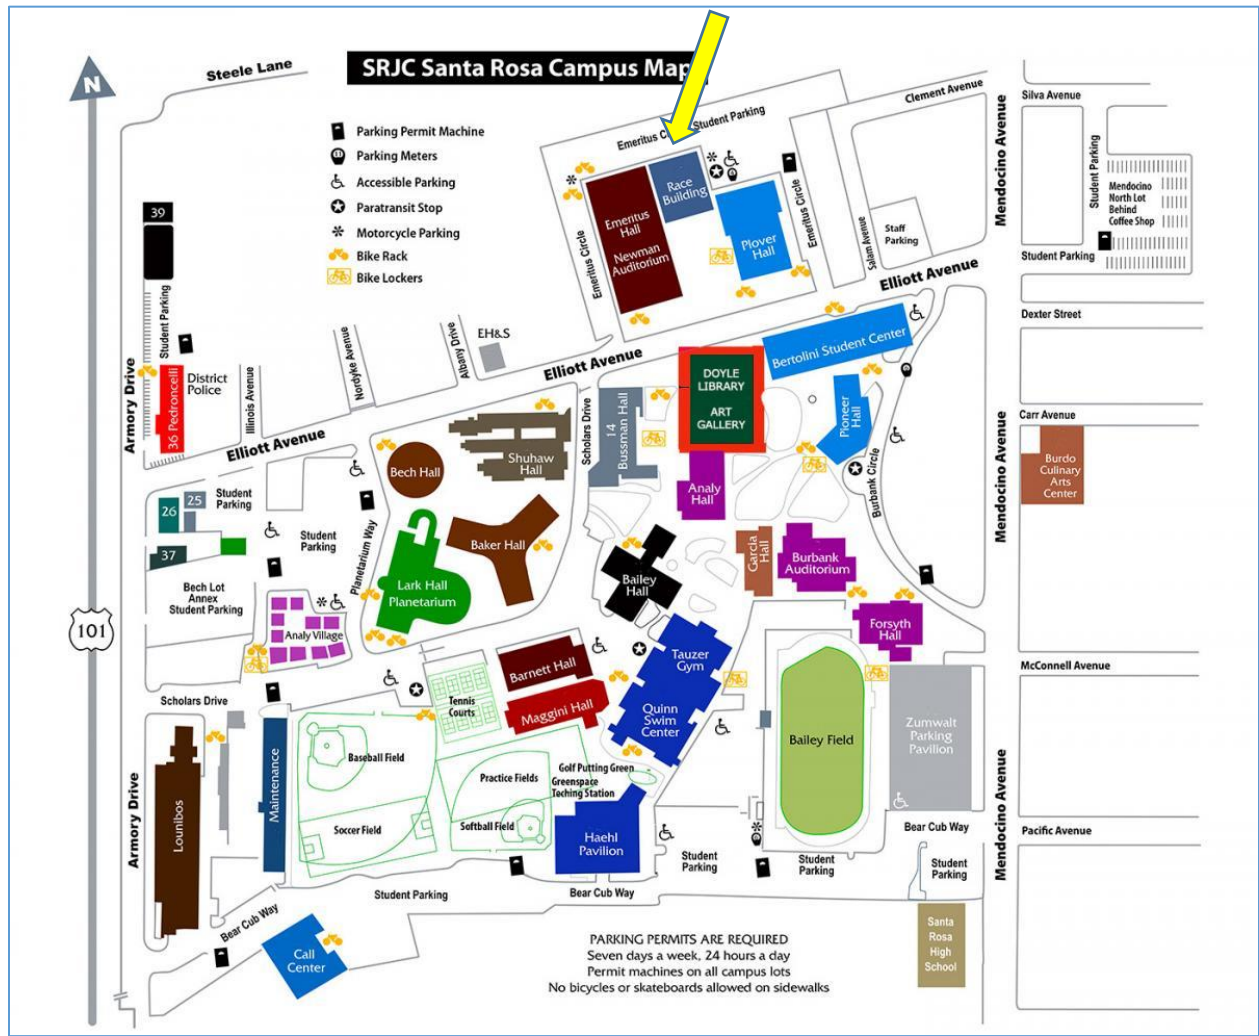 SRJC Santa Rosa Campus Map
N
Steele Lane
Parking Permit Machine
Parking Meters
Accessible Parking
Paratransit Stop
Motorcycle Parking
Bike Rack
Bike Lockers
Emeritus
Student Parking
Clement Avenue
Mendocino Avenue
Silva Avenue
Student Parking
Mendocino
North Lot
Behind
Coffee Shop
Student Parking
Race
Building
Emeritus
Hall
Newman
Auditorium
Plover
Hall
Emeritus Circle
Emeritus Circle
Salam Avenue
Staff
Parking
39
Student Parking
Armory Drive
36 Pedroncelli
District
Police
Illinois Avenue
Nordyke Avenue
Albany Drive
EH&S
Elliott Avenue
Elliott Avenue
Elliott Avenue
Dexter Street
Bertolini Student Center
DOYLE
LIBRARY
ART
GALLERY
Pioneer
Hall
Carr Avenue
Mendocino Avenue
Burdo
Culinary
Arts
Center
Scholars Drive
14
Bussman Hall
Shuhaw
Hall
Bech Hall
Analy
Hall
Burbank Circle
25
26
37
Student
Parking
Student
Parking
Planetarium Way
Baker Hall
Lark Hall
Planetarium
Bailey
Hall
Garcia
Hall
Burbank
Auditorium
Forsyth
Hall
Bech Lot
Annex
Student Parking
Analy Village
101
Barnett Hall
Tauzer
Gym
McConnell Avenue
Scholars Drive
Tennis
Courts
Maggini Hall
Quinn
Swim
Center
Bailey Field
Zumwalt
Parking
Pavilion
Mendocino Avenue
Baseball Field
Practice Fields
Golf Putting Green
Greenspace
Teching Station
Armory Drive
Lounibos
Maintenance
Soccer Field
Softball Field
Haehl
Pavilion
Bear Cub Way
Pacific Avenue
Student
Parking
Student
Parking
Student
Parking
Student Parking
Bear Cub Way
Bear Cub Way
Call
Center
Santa
Rosa
High
School
PARKING PERMITS ARE REQUIRED
Seven days a week, 24 hours a day
Permit machines on all campus lots
No bicycles or skateboards allowed on sidewalks